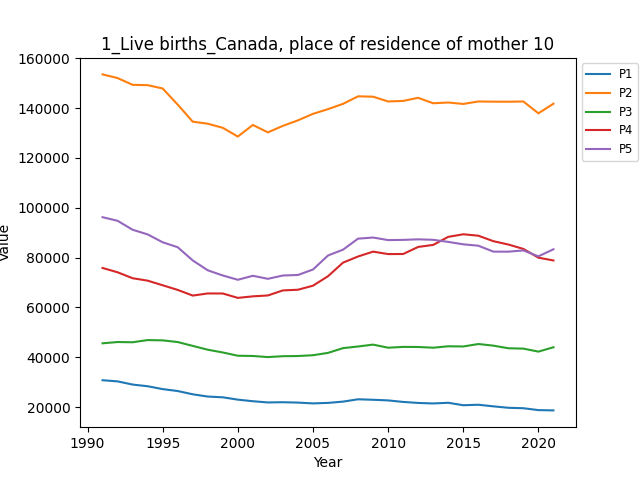 1_Live births_Canada, place of residence of mother 10
160000
140000
120000
100000
80000
60000
40000
20000
Value
1990
1995
2000
2005
2010
2015
2020
Year
P1
P2
P3
P4
P5